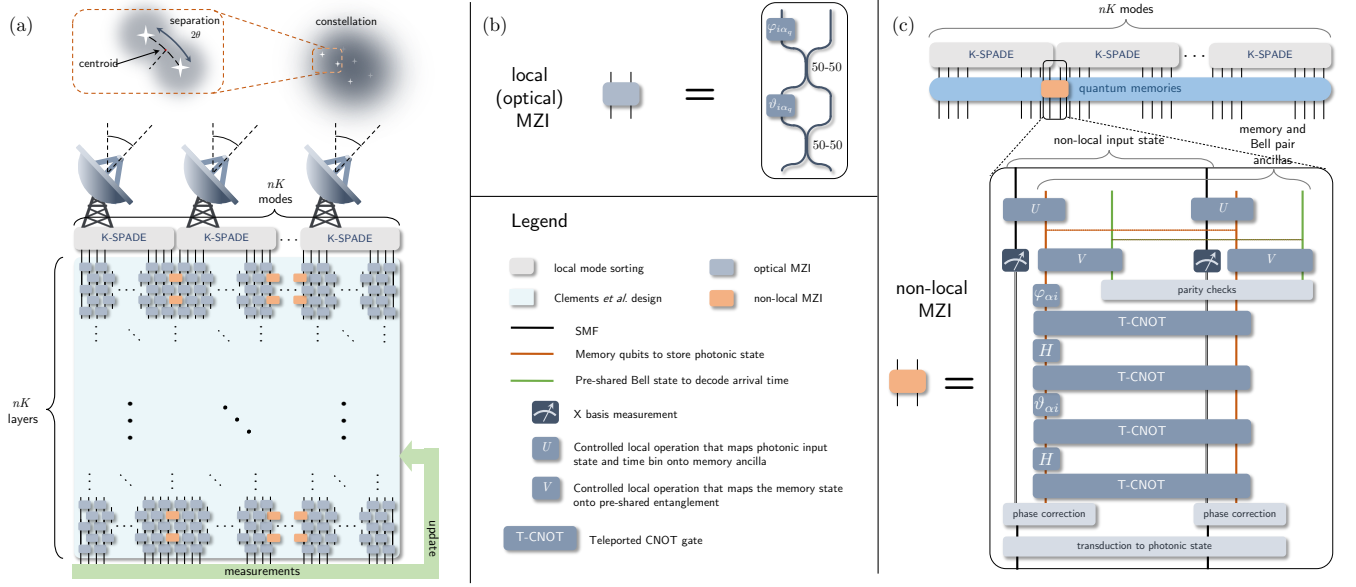 (a)
separation
2θ
centroid
constellation
nK
modes
K-SPADE
K-SPADE
K-SPADE
nK
layers
update
measurements
(b)
local
(optical)
MZI
=
φiαq
50-50
ϑiαq
50-50
Legend
local mode sorting
optical MZI
Clements et al. design
non-local MZI
SMF
Memory qubits to store photonic state
Pre-shared Bell state to decode arrival time
X basis measurement
U
Controlled local operation that maps photonic input
state and time bin onto memory ancilla
V
Controlled local operation that maps the memory state
onto pre-shared entanglement
T-CNOT
Teleported CNOT gate
(c)
nK modes
K-SPADE
K-SPADE
K-SPADE
quantum memories
non-local input state
memory and
Bell pair
ancillas
U
U
V
V
parity checks
φαi
T-CNOT
H
T-CNOT
ϑαi
T-CNOT
H
T-CNOT
phase correction
phase correction
transduction to photonic state
non-local
MZI
=